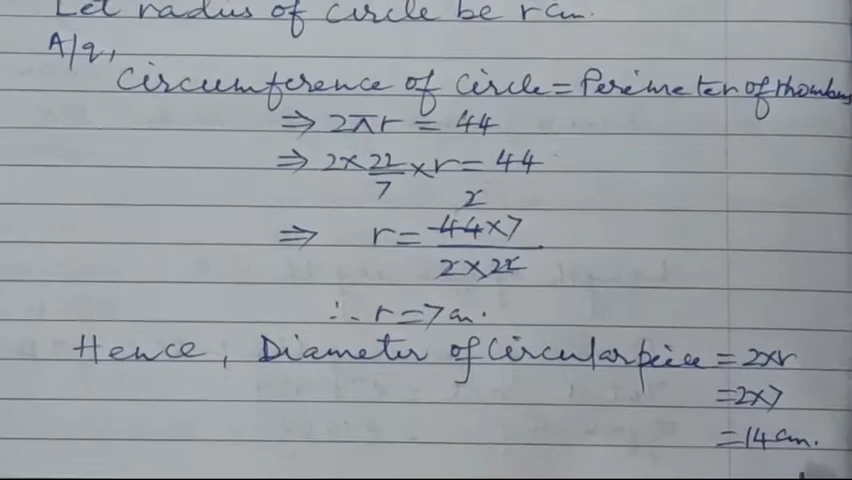 Let radius of circle be r cm.
A/q,
Circumference of Circle = Perimeter of rhombus
⇒ 2πr = 44
⇒ 2 × 22/7 × r = 44
2
⇒ r = 44×7
2×22
∴ r = 7 cm.
Hence, Diameter of Circular piece = 2×r
= 2×7
= 14 cm.